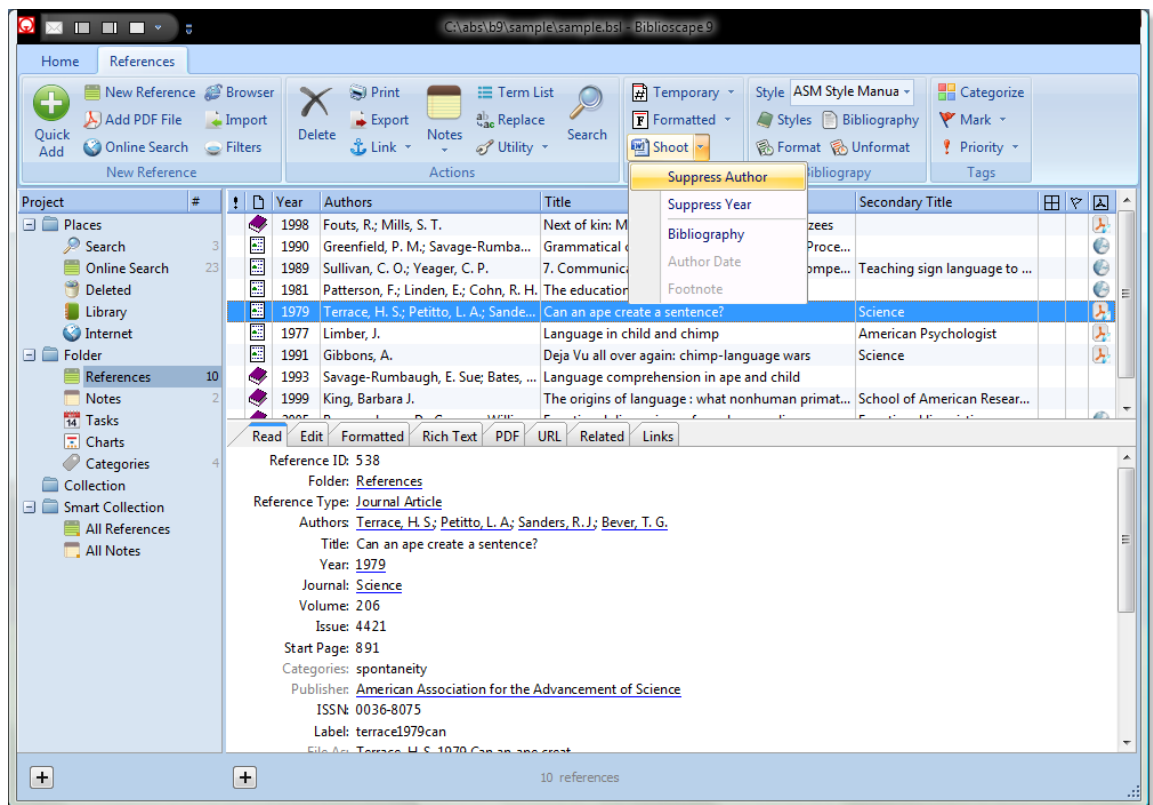 C:\abs\b9\sample\sample.bsl - Biblioscape 9
Home References
New Reference Browser Print Term List Temporary Style ASM Style Manua Categorize
Quick Add Add PDF File Import Delete Export Notes Replace Search Formatted Styles Bibliography Mark
Online Search Filters Link Utility Shoot Format Unformat Priority
New Reference Actions Tags
Suppress Author
Suppress Year
Bibliography
Author Date
Footnote
Project #
Places
Search 3
Online Search 23
Deleted
Library
Internet
Folder
References 10
Notes 2
Tasks
Charts
Categories 4
Collection
Smart Collection
All References
All Notes
! Year Authors Title Secondary Title
1998 Fouts, R.; Mills, S. T. Next of kin: M zees
1990 Greenfield, P. M.; Savage-Rumba... Grammatical Proce...
1989 Sullivan, C. O.; Yeager, C. P. 7. Communic ompe... Teaching sign language to ...
1981 Patterson, F.; Linden, E.; Cohn, R. H. The education
1979 Terrace, H. S.; Petitto, L. A.; Sande... Can an ape create a sentence? Science
1977 Limber, J. Language in child and chimp American Psychologist
1991 Gibbons, A. Deja Vu all over again: chimp-language wars Science
1993 Savage-Rumbaugh, E. Sue; Bates, ... Language comprehension in ape and child
1999 King, Barbara J. The origins of language : what nonhuman primat... School of American Resear...
Read Edit Formatted Rich Text PDF URL Related Links
Reference ID: 538
Folder: References
Reference Type: Journal Article
Authors: Terrace, H. S.; Petitto, L. A.; Sanders, R. J.; Bever, T. G.
Title: Can an ape create a sentence?
Year: 1979
Journal: Science
Volume: 206
Issue: 4421
Start Page: 891
Categories: spontaneity
Publisher: American Association for the Advancement of Science
ISSN: 0036-8075
Label: terrace1979can
File As: Terrace, H. S. 1979 Can an ape creat
10 references